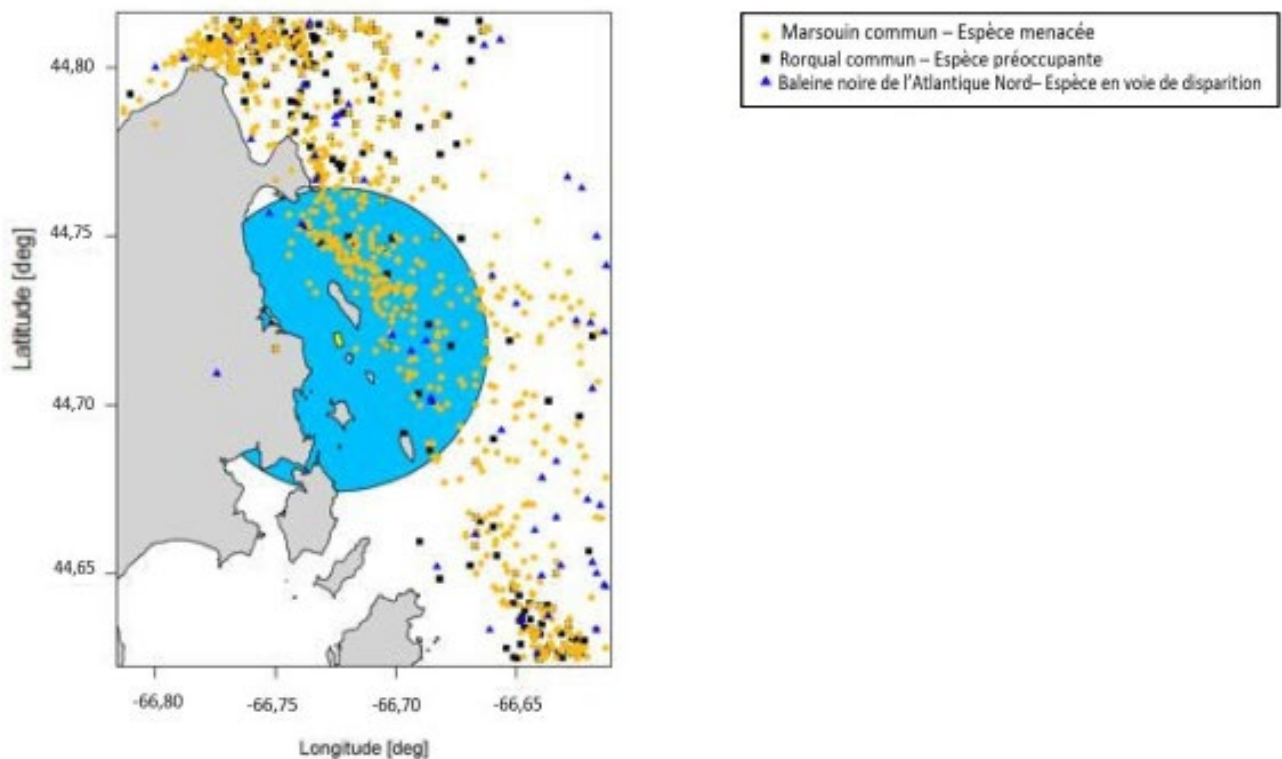 Marsouin commun – Espèce menacée
Rorqual commun – Espèce préoccupante
Baleine noire de l'Atlantique Nord– Espèce en voie de disparition
Latitude [deg]
44,80
44,75
44,70
44,65
-66,80 -66,75 -66,70 -66,65
Longitude [deg]